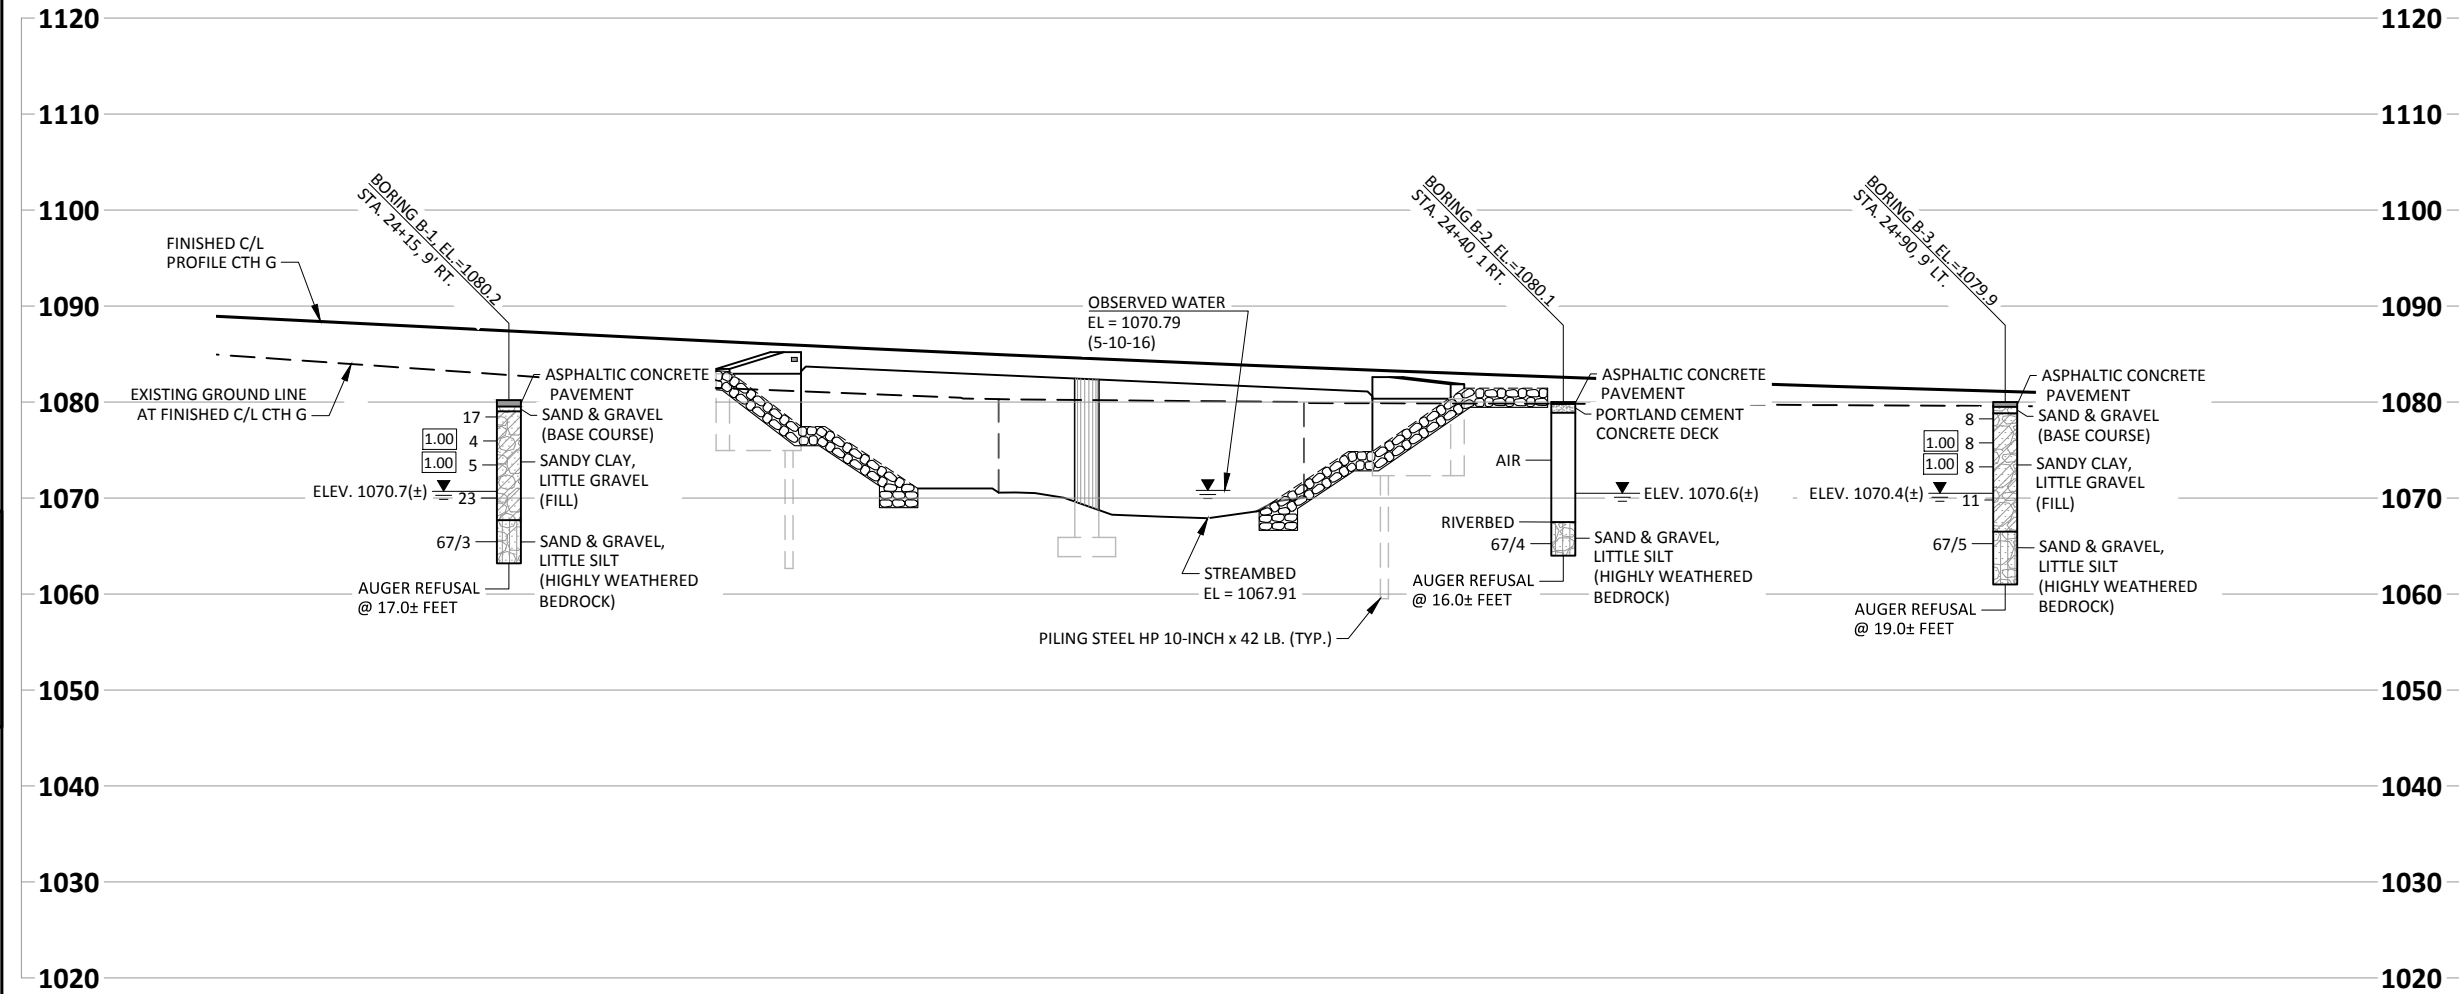 1120
1120
1110
1110
1100
1100
1090
1090
1080
1080
1070
1070
1060
1060
1050
1050
1040
1040
1030
1030
1020
1020
FINISHED C/L
PROFILE CTH G
EXISTING GROUND LINE
AT FINISHED C/L CTH G
BORING B-1, EL.=1080.2
STA. 24+15, 9' RT.
ASPHALTIC CONCRETE
PAVEMENT
SAND & GRAVEL
(BASE COURSE)
17
1.00 4
1.00 5
SANDY CLAY,
LITTLE GRAVEL
(FILL)
ELEV. 1070.7(±)
23
67/3
SAND & GRAVEL,
LITTLE SILT
(HIGHLY WEATHERED
BEDROCK)
AUGER REFUSAL
@ 17.0± FEET
OBSERVED WATER
EL = 1070.79
(5-10-16)
STREAMBED
EL = 1067.91
PILING STEEL HP 10-INCH x 42 LB. (TYP.)
BORING B-2, EL.=1080.1
STA. 24+40, 1 RT.
ASPHALTIC CONCRETE
PAVEMENT
PORTLAND CEMENT
CONCRETE DECK
AIR
ELEV. 1070.6(±)
RIVERBED
67/4
SAND & GRAVEL,
LITTLE SILT
(HIGHLY WEATHERED
BEDROCK)
AUGER REFUSAL
@ 16.0± FEET
BORING B-3, EL.=1079.9
STA. 24+90, 9' LT.
ASPHALTIC CONCRETE
PAVEMENT
SAND & GRAVEL
(BASE COURSE)
8
1.00 8
1.00 8
SANDY CLAY,
LITTLE GRAVEL
(FILL)
ELEV. 1070.4(±)
11
67/5
SAND & GRAVEL,
LITTLE SILT
(HIGHLY WEATHERED
BEDROCK)
AUGER REFUSAL
@ 19.0± FEET